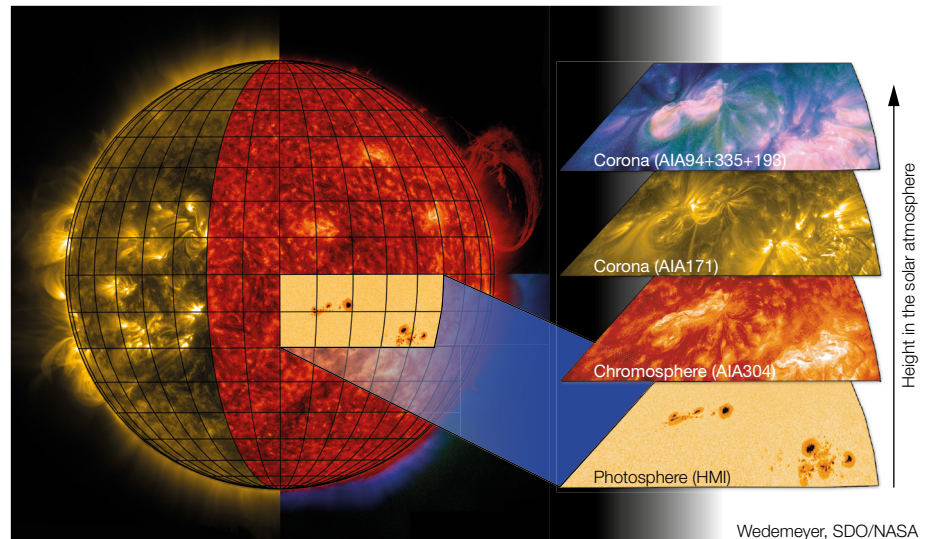 Corona (AIA94+335+193)
Corona (AIA171)
Chromosphere (AIA304)
Photosphere (HMI)
Height in the solar atmosphere
Wedemeyer, SDO/NASA